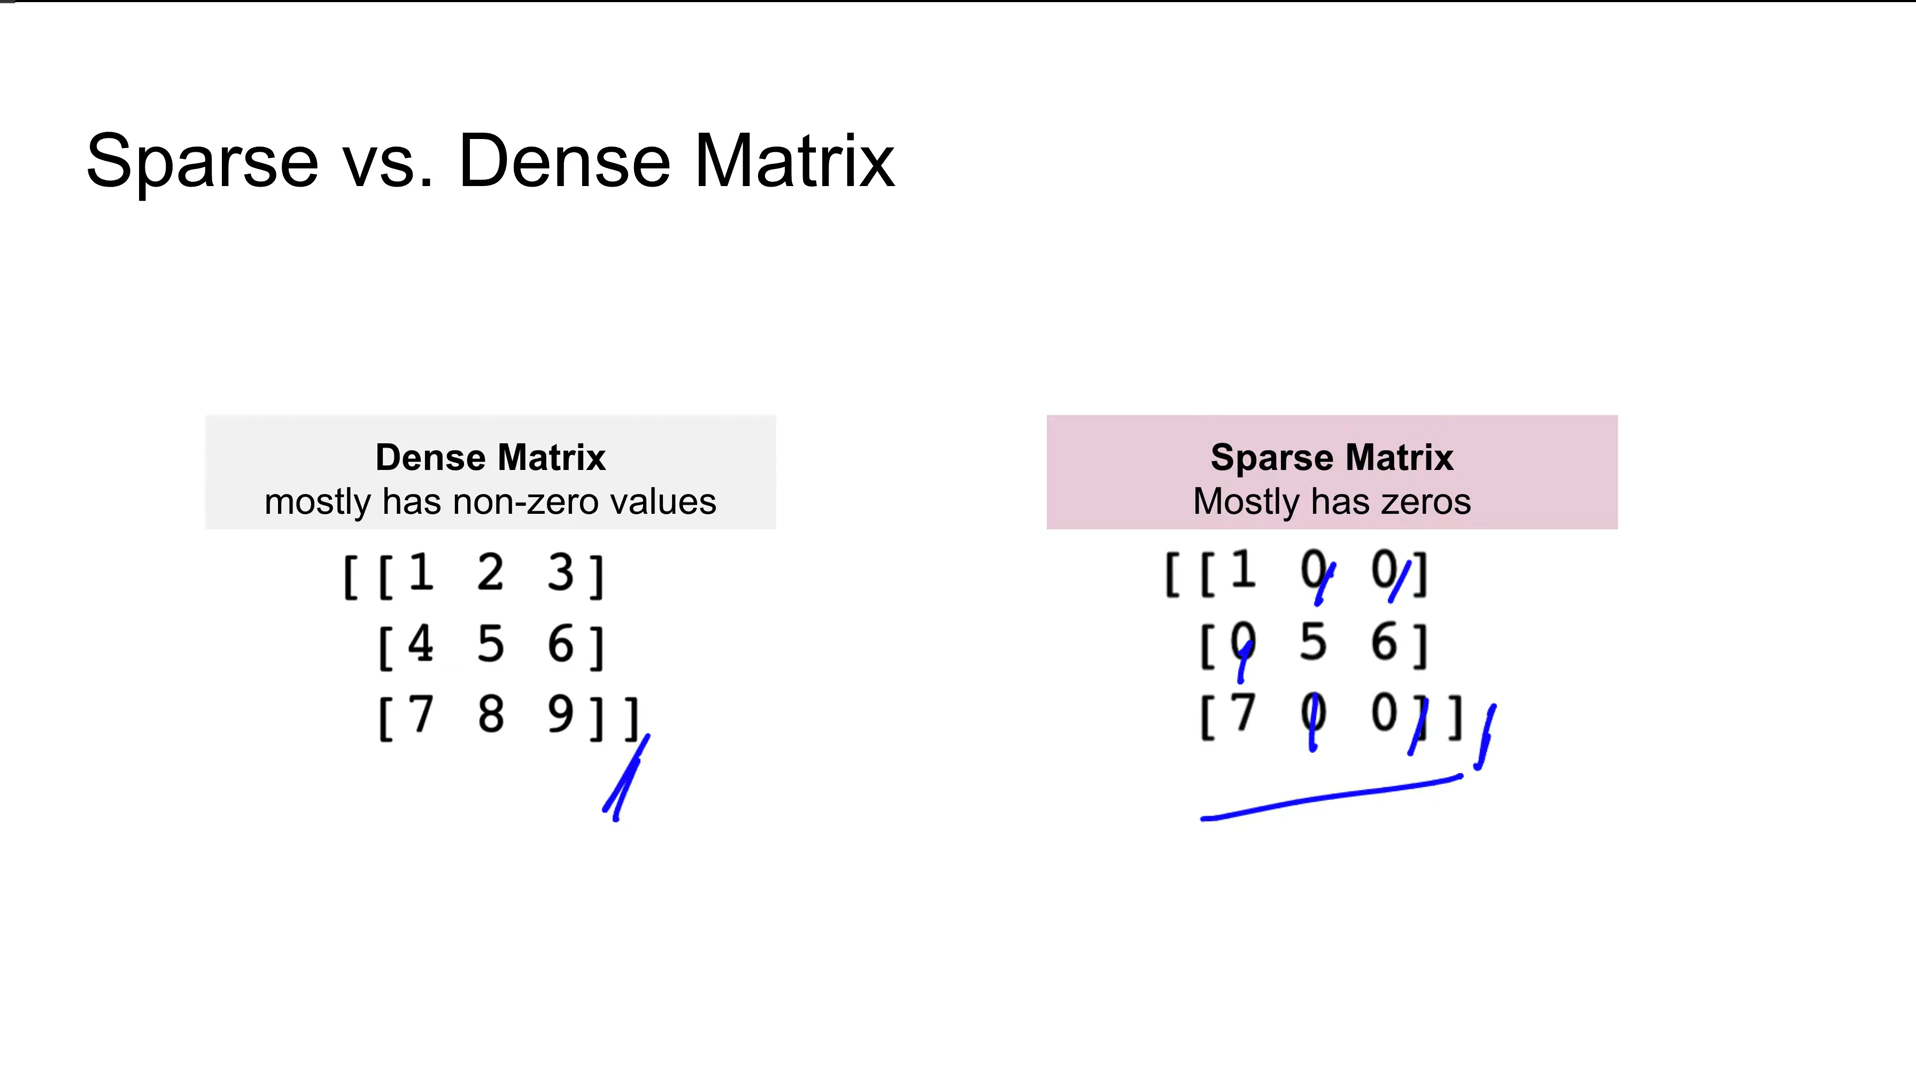 Sparse vs. Dense Matrix
Dense Matrix
mostly has non-zero values
[[1 2 3]
[4 5 6]
[7 8 9]]
Sparse Matrix
Mostly has zeros
[[1 0 0]
[0 5 6]
[7 0 0]]